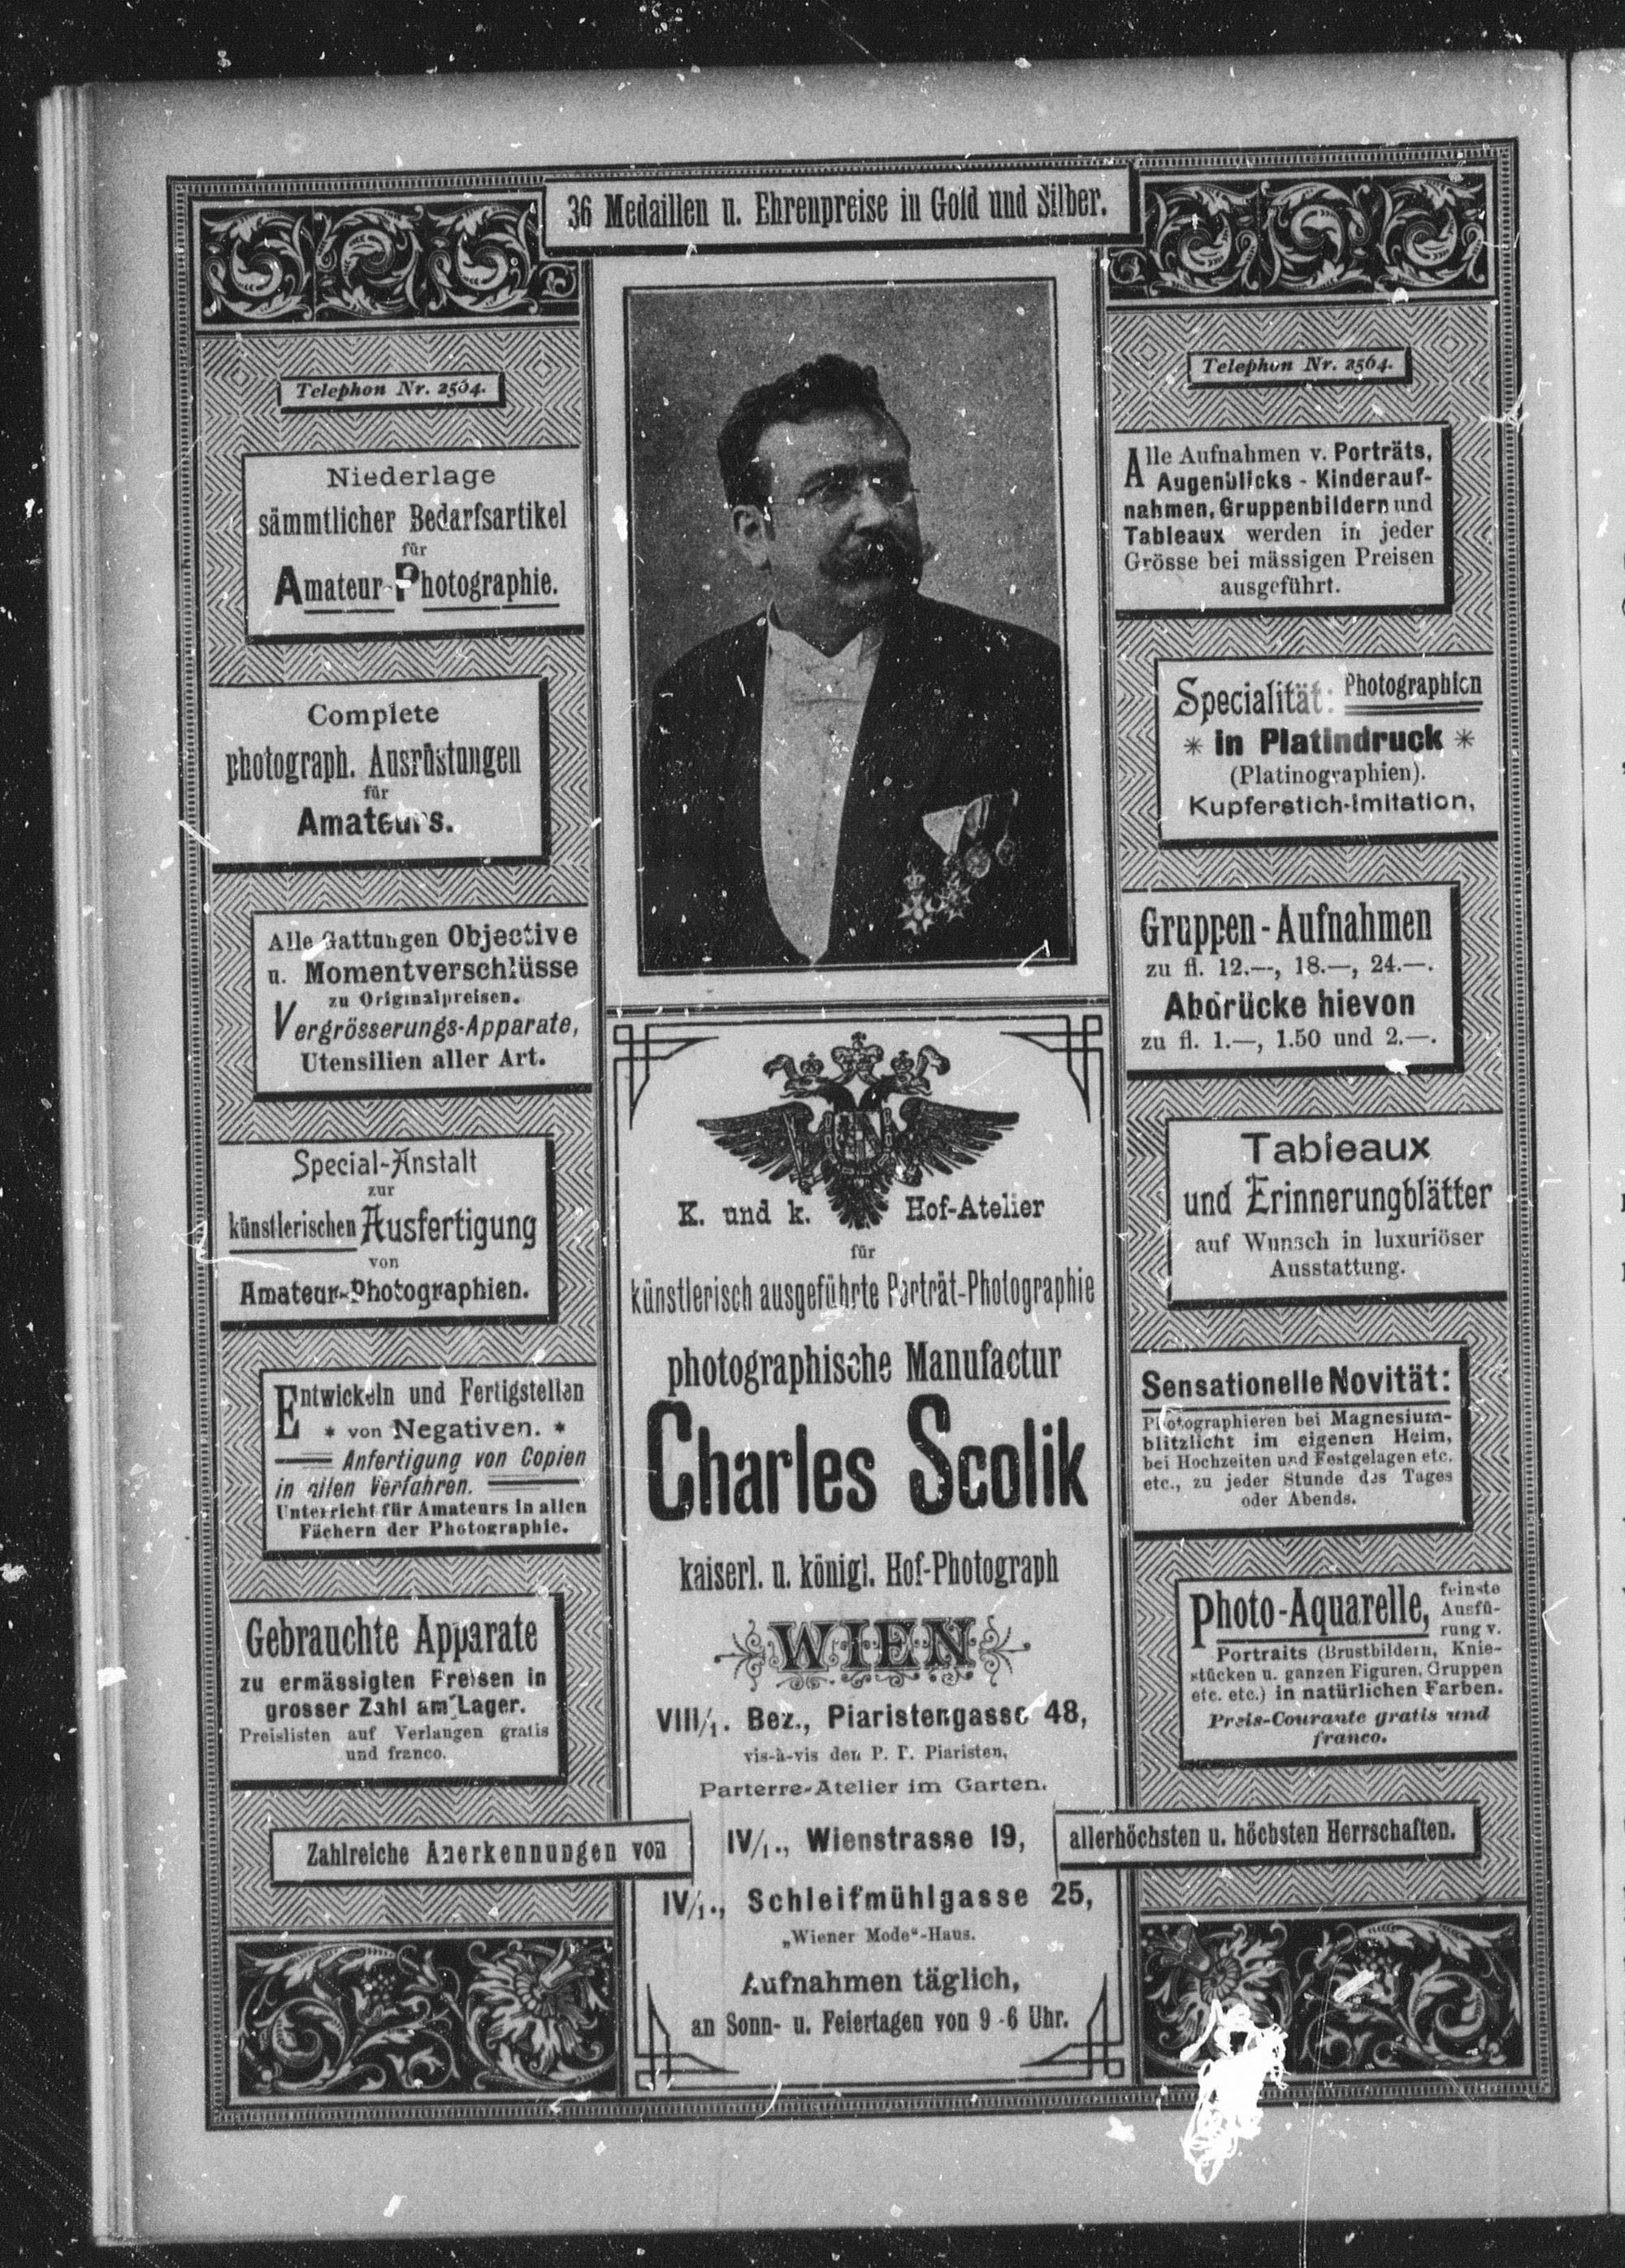 36 Medaillen u. Ehrenpreise in Gold und Silber.
Telephon Nr. 2564.
Niederlage
sämmtlicher Bedarfsartikel
für
Amateur-Photographie.
Complete
photograph. Ausrüstungen
für
Amateurs.
Alle Gattungen Objective
u. Momentverschlüsse
zu Originalpreisen.
Vergrösserungs-Apparate,
Utensilien aller Art.
Special-Anstalt
zur
künstlerischen Ausfertigung
von
Amateur-Photographien.
Entwickeln und Fertigstellen
* von Negativen. *
Anfertigung von Copien
in allen Verfahren.
Unterricht für Amateurs in allen
Fächern der Photographie.
Gebrauchte Apparate
zu ermässigten Preisen in
grosser Zahl am Lager.
Preislisten auf Verlangen gratis
und franco.
K. und k. Hof-Atelier
für
künstlerisch ausgeführte Porträt-Photographie
photographische Manufactur
Charles Scolik
kaiserl. u. königl. Hof-Photograph
WIEN
VIII/1. Bez., Piaristengasse 48,
vis-à-vis den P. T. Piaristen,
Parterre-Atelier im Garten.
IV/1., Wienstrasse 19,
IV/1., Schleifmühlgasse 25,
„Wiener Mode“-Haus.
Aufnahmen täglich,
an Sonn- u. Feiertagen von 9-6 Uhr.
Telephon Nr. 2564.
Alle Aufnahmen v. Porträts,
Augenblicks - Kinderauf-
nahmen, Gruppenbildern und
Tableaux werden in jeder
Grösse bei mässigen Preisen
ausgeführt.
Specialität: Photographien
* in Platindruck *
(Platinographien).
Kupferstich-Imitation,
Gruppen-Aufnahmen
zu fl. 12.—, 18.—, 24.—.
Abdrücke hievon
zu fl. 1.—, 1.50 und 2.—.
Tableaux
und Erinnerungblätter
auf Wunsch in luxuriöser
Ausstattung.
Sensationelle Novität:
Photographieren bei Magnesium-
blitzlicht im eigenen Heim,
bei Hochzeiten und Festgelagen etc.
etc., zu jeder Stunde des Tages
oder Abends.
Photo-Aquarelle, feinste
Ausfü-
rung v.
Portraits (Brustbildern, Knie-
stücken u. ganzen Figuren, Gruppen
etc. etc.) in natürlichen Farben.
Preis-Courante gratis und
franco.
Zahlreiche Anerkennungen von allerhöchsten u. höchsten Herrschaften.